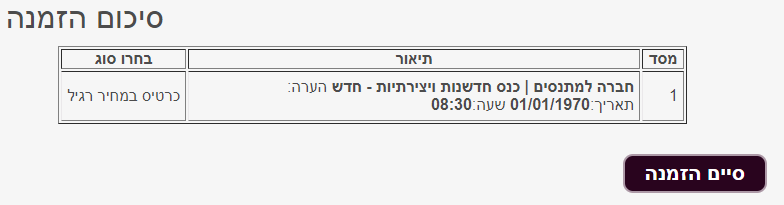 סיכום הזמנה
מסד תיאור בחרו סוג
1 חברה למתנסים | כנס חדשנות ויצירתיות - חדש הערה: כרטיס במחיר רגיל
תאריך:01/01/1970 שעה:08:30
סיים הזמנה